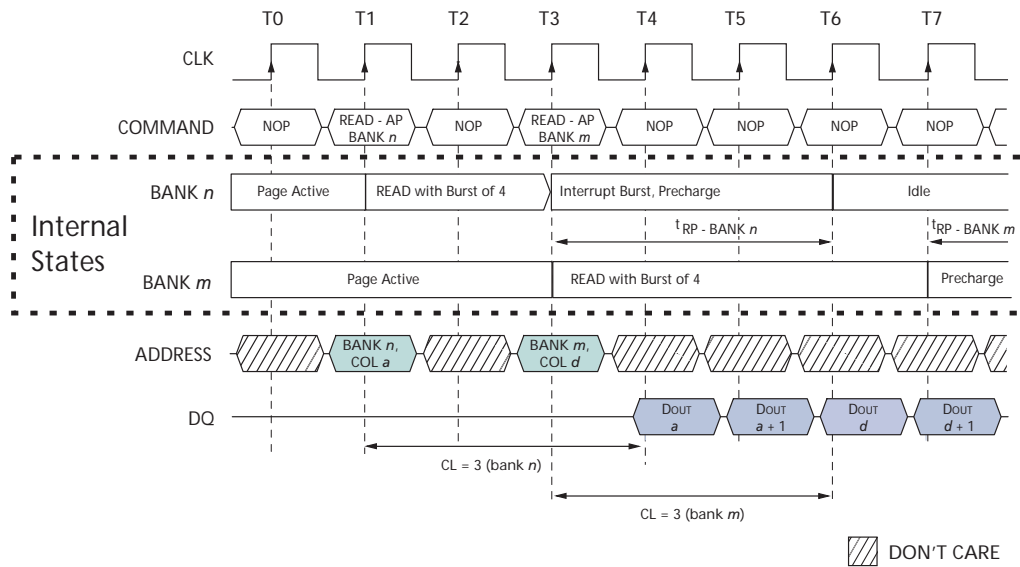 T0 T1 T2 T3 T4 T5 T6 T7
CLK
COMMAND
NOP
READ - AP
BANK n
NOP
READ - AP
BANK m
NOP
NOP
NOP
NOP
Internal
States
BANK n
Page Active
READ with Burst of 4
Interrupt Burst, Precharge
Idle
tRP - BANK n
tRP - BANK m
BANK m
Page Active
READ with Burst of 4
Precharge
ADDRESS
BANK n,
COL a
BANK m,
COL d
DQ
DOUT
a
DOUT
a + 1
DOUT
d
DOUT
d + 1
CL = 3 (bank n)
CL = 3 (bank m)
DON'T CARE